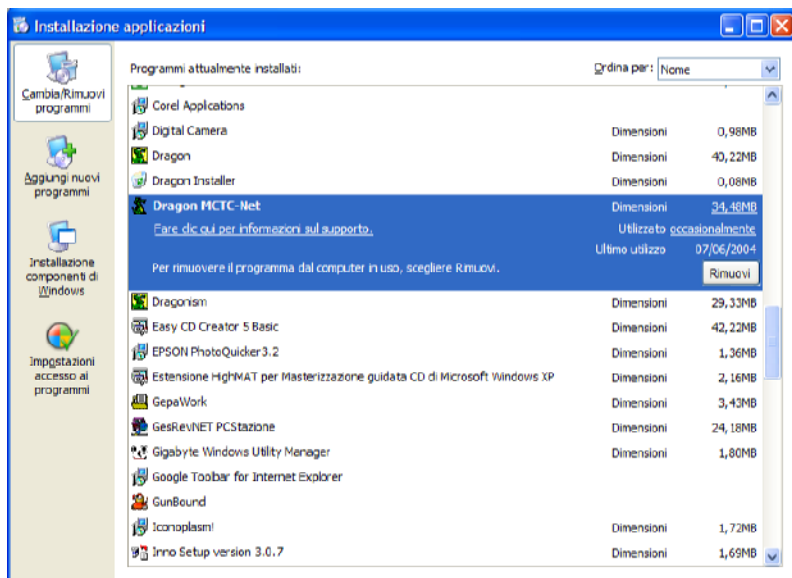 Installazione applicazioni
Cambia/Rimuovi
programmi
Aggiungi nuovi
programmi
Installazione
componenti di
Windows
Impostazioni
accesso ai
programmi
Programmi attualmente installati:
Ordina per: Nome
Corel Applications
Digital Camera Dimensioni 0,98MB
Dragon Dimensioni 40,22MB
Dragon Installer Dimensioni 0,08MB
Dragon MCTC-Net Dimensioni 34,48MB
Fare clic qui per informazioni sul supporto. Utilizzato occasionalmente
Ultimo utilizzo 07/06/2004
Per rimuovere il programma dal computer in uso, scegliere Rimuovi. Rimuovi
Dragonism Dimensioni 29,33MB
Easy CD Creator 5 Basic Dimensioni 42,22MB
EPSON PhotoQuicker3.2 Dimensioni 1,36MB
Estensione HighMAT per Masterizzazione guidata CD di Microsoft Windows XP Dimensioni 2,16MB
GepaWork Dimensioni 3,43MB
GesRevNET PCStazione Dimensioni 24,18MB
Gigabyte Windows Utility Manager Dimensioni 1,80MB
Google Toolbar for Internet Explorer
GunBound
Iconoplasm! Dimensioni 1,72MB
Inno Setup version 3.0.7 Dimensioni 1,69MB